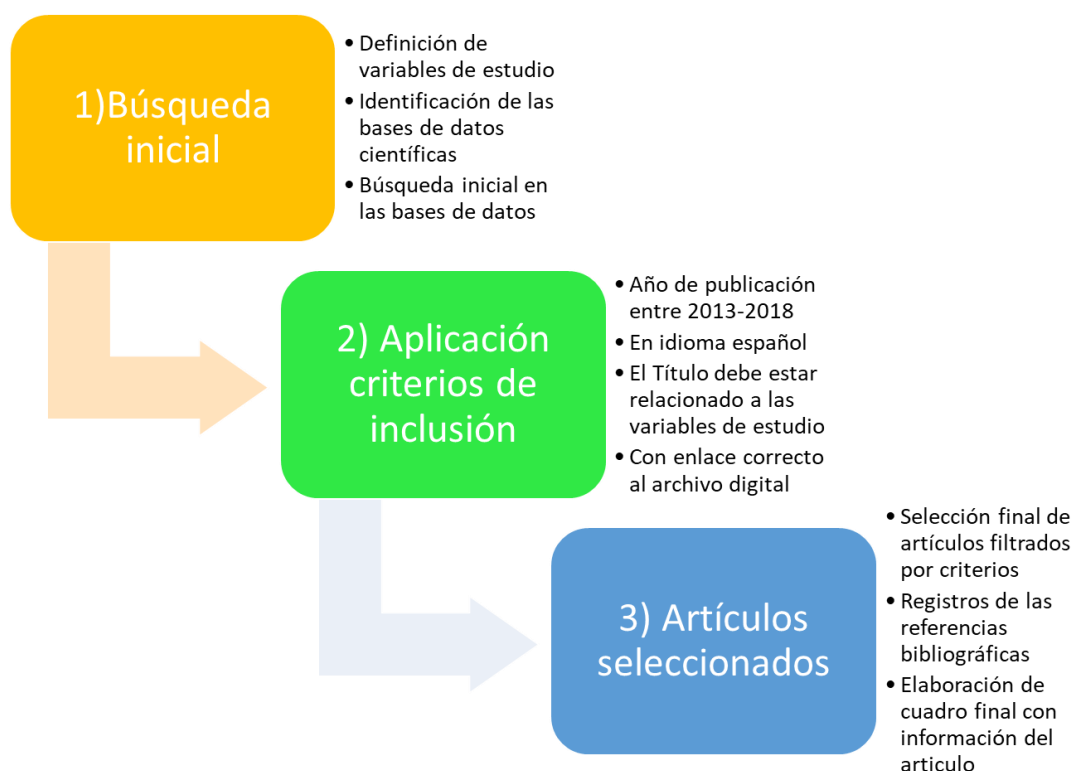 1)Búsqueda
inicial
• Definición de
variables de estudio
• Identificación de las
bases de datos
científicas
• Búsqueda inicial en
las bases de datos
2) Aplicación
criterios de
inclusión
• Año de publicación
entre 2013-2018
• En idioma español
• El Título debe estar
relacionado a las
variables de estudio
• Con enlace correcto
al archivo digital
3) Artículos
seleccionados
• Selección final de
artículos filtrados
por criterios
• Registros de las
referencias
bibliográficas
• Elaboración de
cuadro final con
información del
articulo